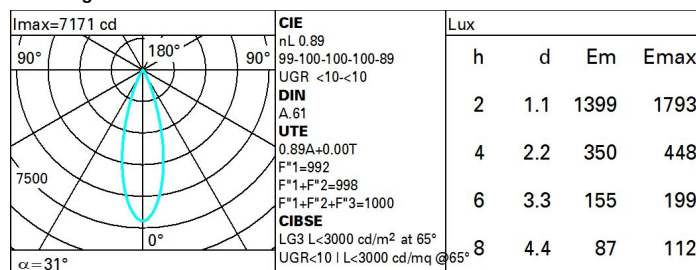 Imax=7171 cd
90° 180° 90°
7500
0°
α=31°
CIE
nL 0.89
99-100-100-100-89
UGR <10-<10
DIN
A.61
UTE
0.89A+0.00T
F"1=992
F"1+F"2=998
F"1+F"2+F"3=1000
CIBSE
LG3 L<3000 cd/m² at 65°
UGR<10 | L<3000 cd/mq @65°
Lux
h d Em Emax
2 1.1 1399 1793
4 2.2 350 448
6 3.3 155 199
8 4.4 87 112